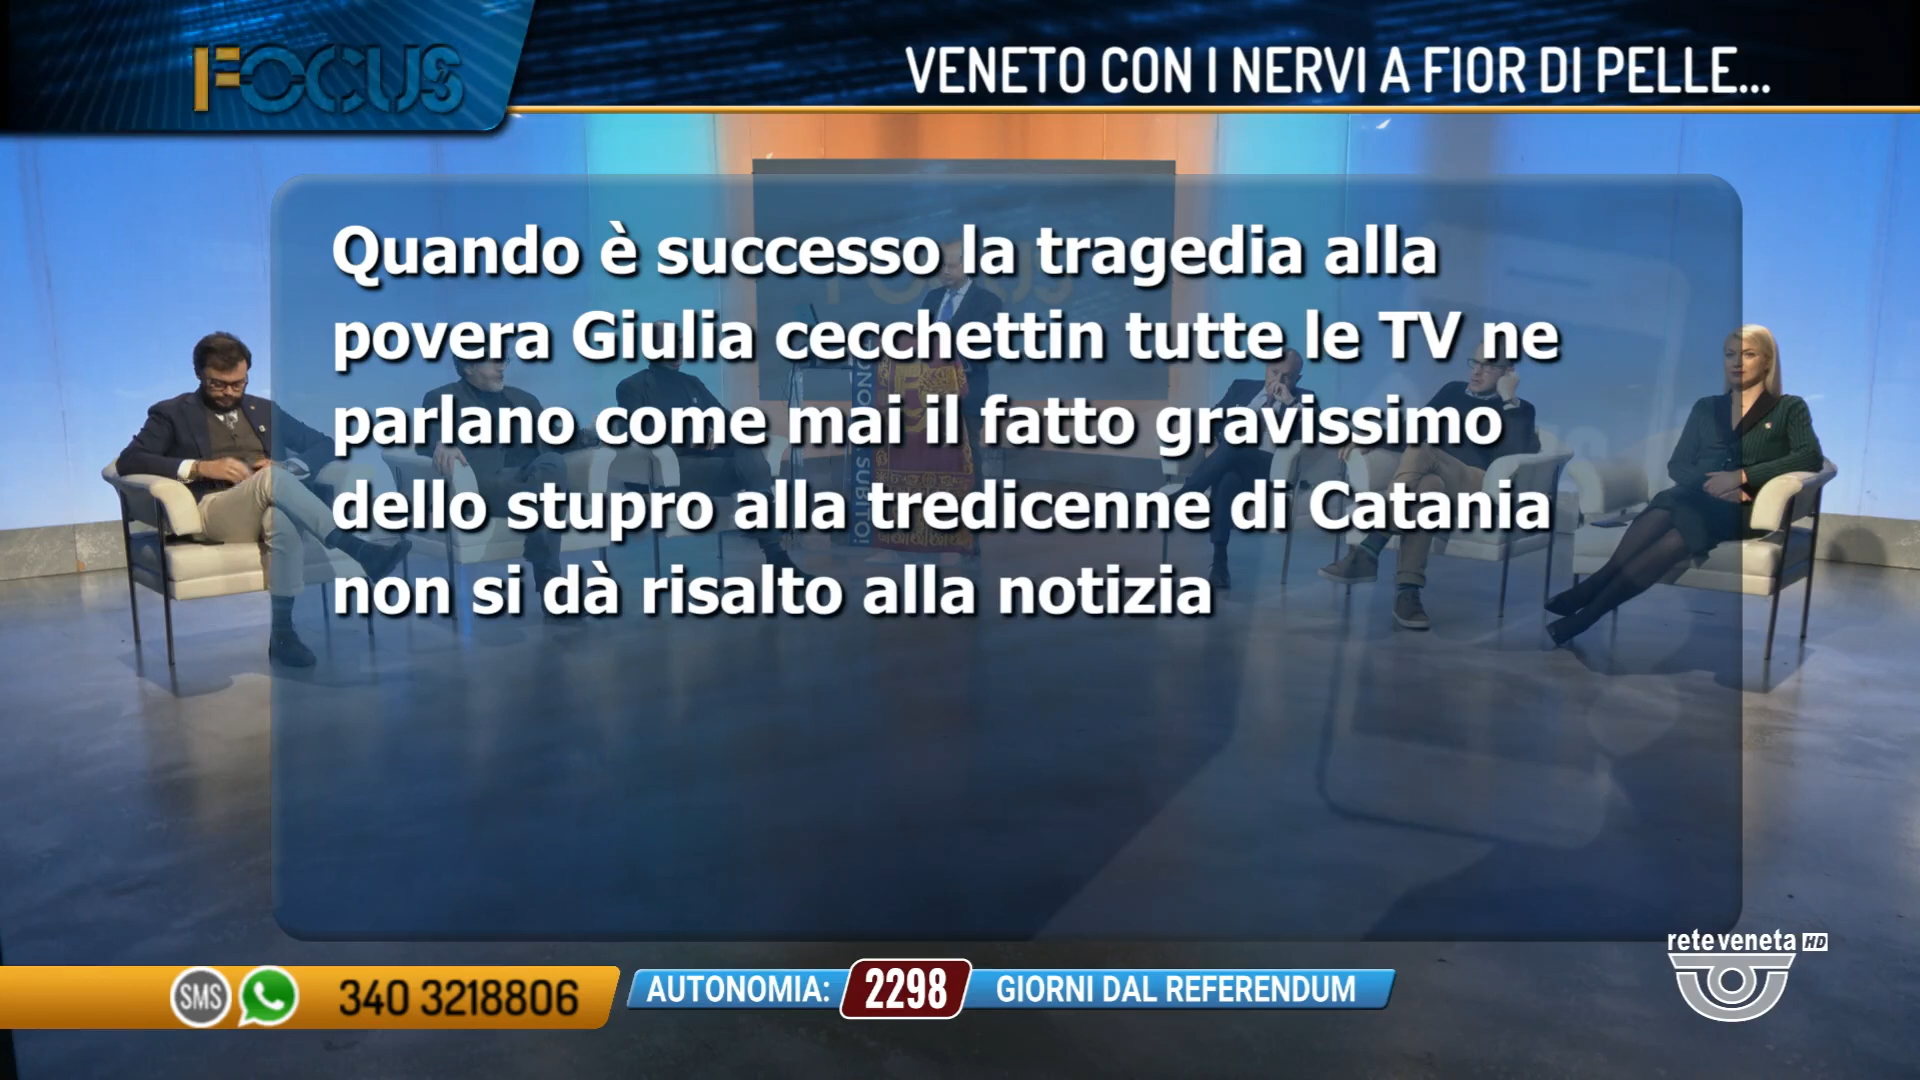 FOCUS
VENETO CON I NERVI A FIOR DI PELLE...
Quando è successo la tragedia alla
povera Giulia cecchettin tutte le TV ne
parlano come mai il fatto gravissimo
dello stupro alla tredicenne di Catania
non si dà risalto alla notizia
SUBITO!
SMS
340 3218806
AUTONOMIA:
2298
GIORNI DAL REFERENDUM
reteveneta HD